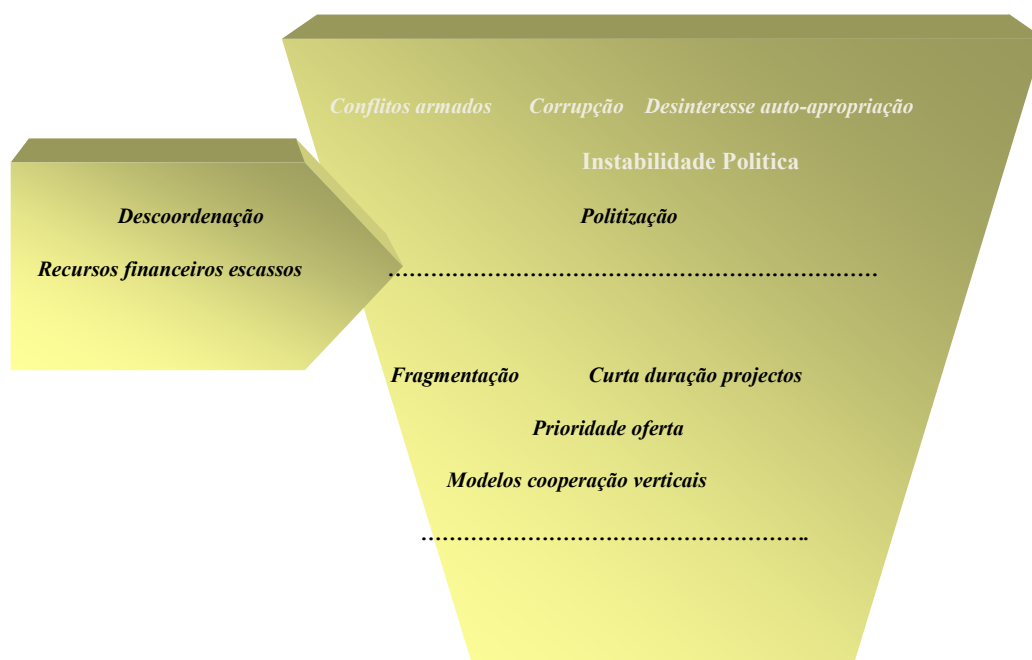 Conflitos armados Corrupção Desinteresse auto-apropriação
Instabilidade Politica
Descoordenação
Politização
Recursos financeiros escassos
……………………………………………………………
Fragmentação Curta duração projectos
Prioridade oferta
Modelos cooperação verticais
……………………………………………….